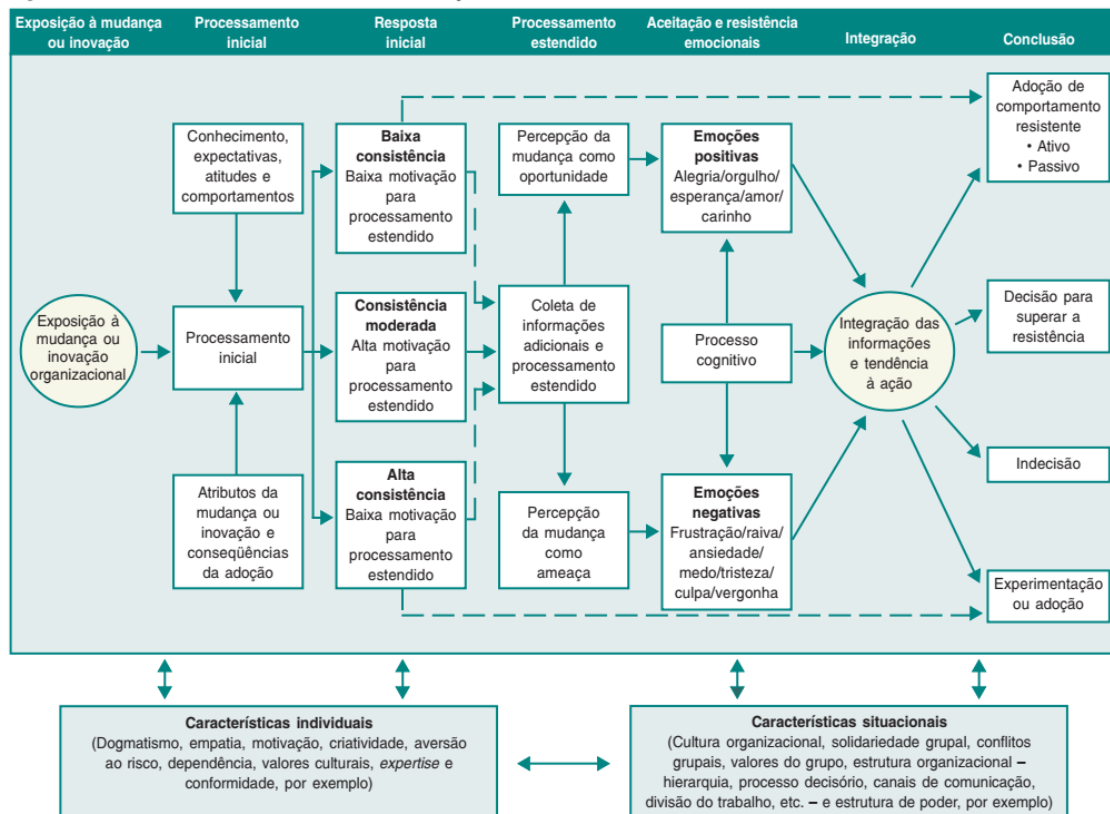 Exposição à mudança
ou inovação
Processamento
inicial
Resposta
inicial
Processamento
estendido
Aceitação e resistência
emocionais
Integração
Conclusão
Exposição à
mudança ou
inovação
organizacional
Conhecimento,
expectativas,
atitudes e
comportamentos
Processamento
inicial
Atributos da
mudança ou
inovação e
conseqüências
da adoção
Baixa
consistência
Baixa motivação
para
processamento
estendido
Consistência
moderada
Alta motivação
para
processamento
estendido
Alta
consistência
Baixa motivação
para
processamento
estendido
Percepção da
mudança como
oportunidade
Coleta de
informações
adicionais e
processamento
estendido
Percepção
da mudança
como
ameaça
Emoções
positivas
Alegria/orgulho/
esperança/amor/
carinho
Processo
cognitivo
Emoções
negativas
Frustração/raiva/
ansiedade/
medo/tristeza/
culpa/vergonha
Integração das
informações
e tendência
à ação
Adoção de
comportamento
resistente
• Ativo
• Passivo
Decisão para
superar a
resistência
Indecisão
Experimentação
ou adoção
Características individuais
(Dogmatismo, empatia, motivação, criatividade, aversão
ao risco, dependência, valores culturais, expertise e
conformidade, por exemplo)
Características situacionais
(Cultura organizacional, solidariedade grupal, conflitos
grupais, valores do grupo, estrutura organizacional –
hierarquia, processo decisório, canais de comunicação,
divisão do trabalho, etc. – e estrutura de poder, por exemplo)